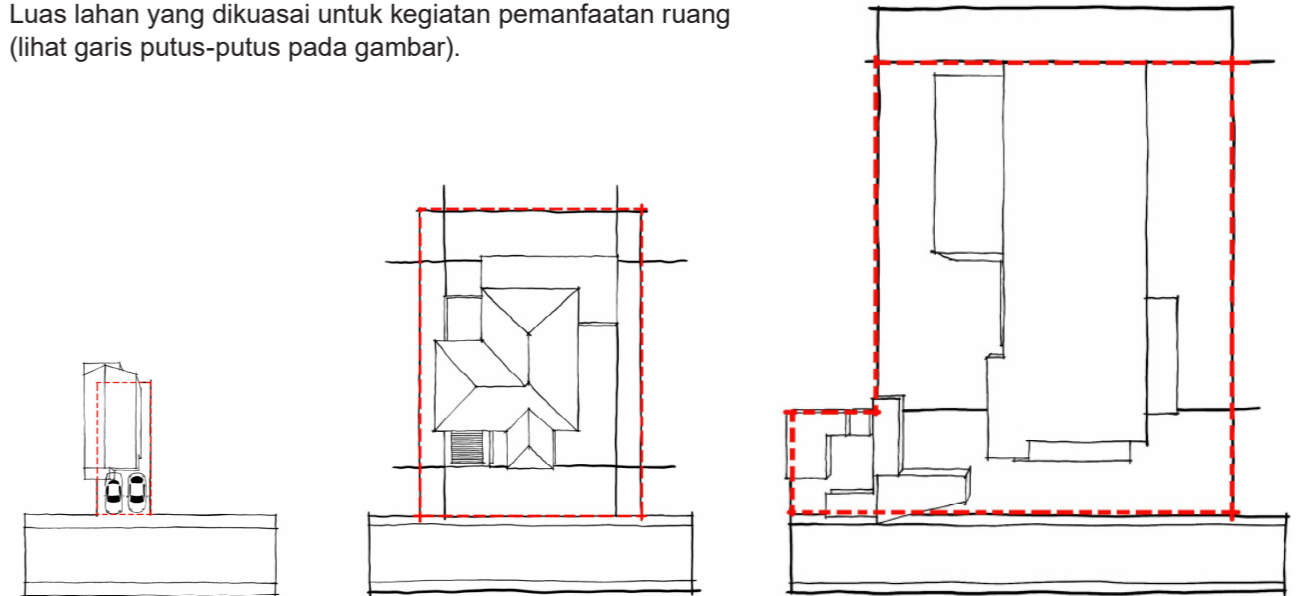 Luas lahan yang dikuasai untuk kegiatan pemanfaatan ruang
(lihat garis putus-putus pada gambar).